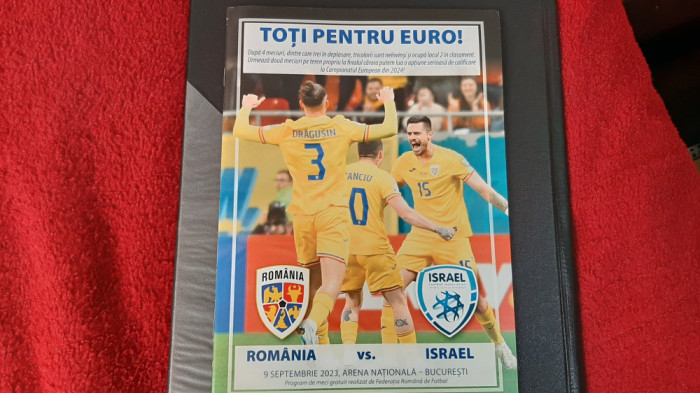 TOȚI PENTRU EURO!
După 4 meciuri, dintre care trei în deplasare, tricolorii sunt neînvinși și ocupă locul 2 în clasament.
Urmează două meciuri pe teren propriu la finalul cărora putem lua o opțiune serioasă de calificare
la Campionatul European din 2024!
DRĂGUȘIN
3
TANCIU
0
15
15
ROMÂNIA
ISRAEL
ROMÂNIA vs. ISRAEL
9 SEPTEMBRIE 2023, ARENA NAȚIONALĂ – BUCUREȘTI
Program de meci gratuit realizat de Federația Română de Fotbal